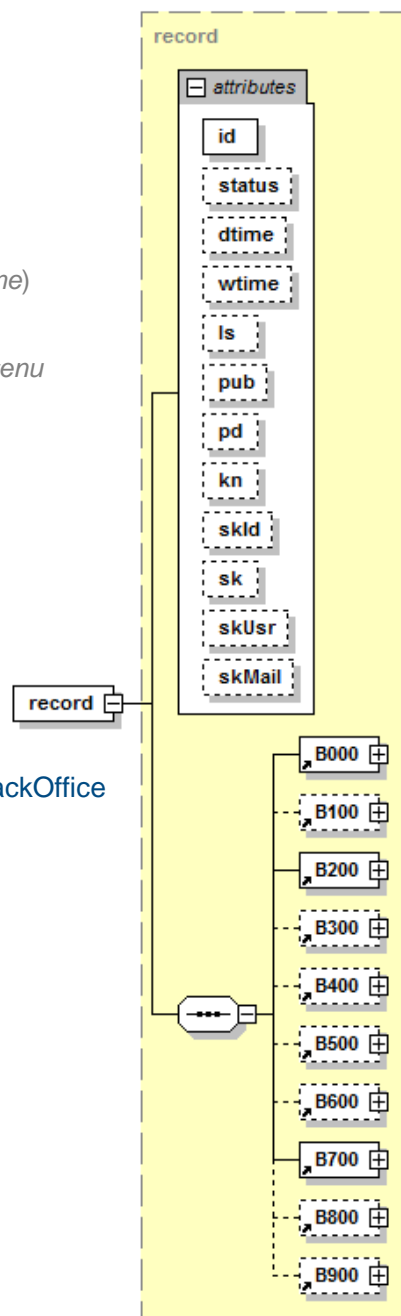 record
attributes
id
status
dtime
wtime
me)
ls
enu
pub
pd
kn
skId
sk
skUsr
skMail
record
B000
ackOffice
B100
B200
B300
B400
B500
B600
B700
B800
B900